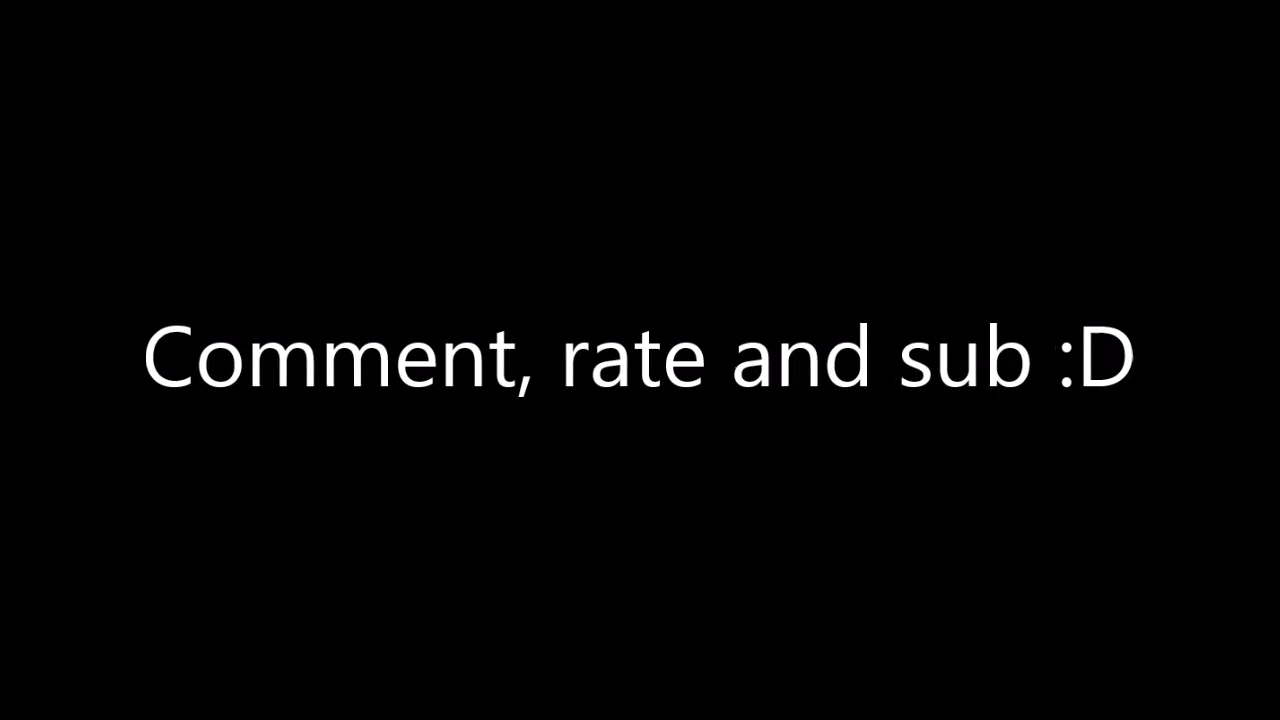 Comment, rate and sub :D